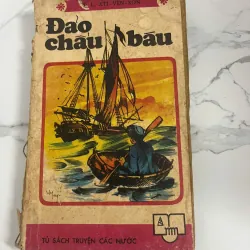 Đảo
châu báu
TỦ SÁCH TRUYỆN CÁC NƯỚC